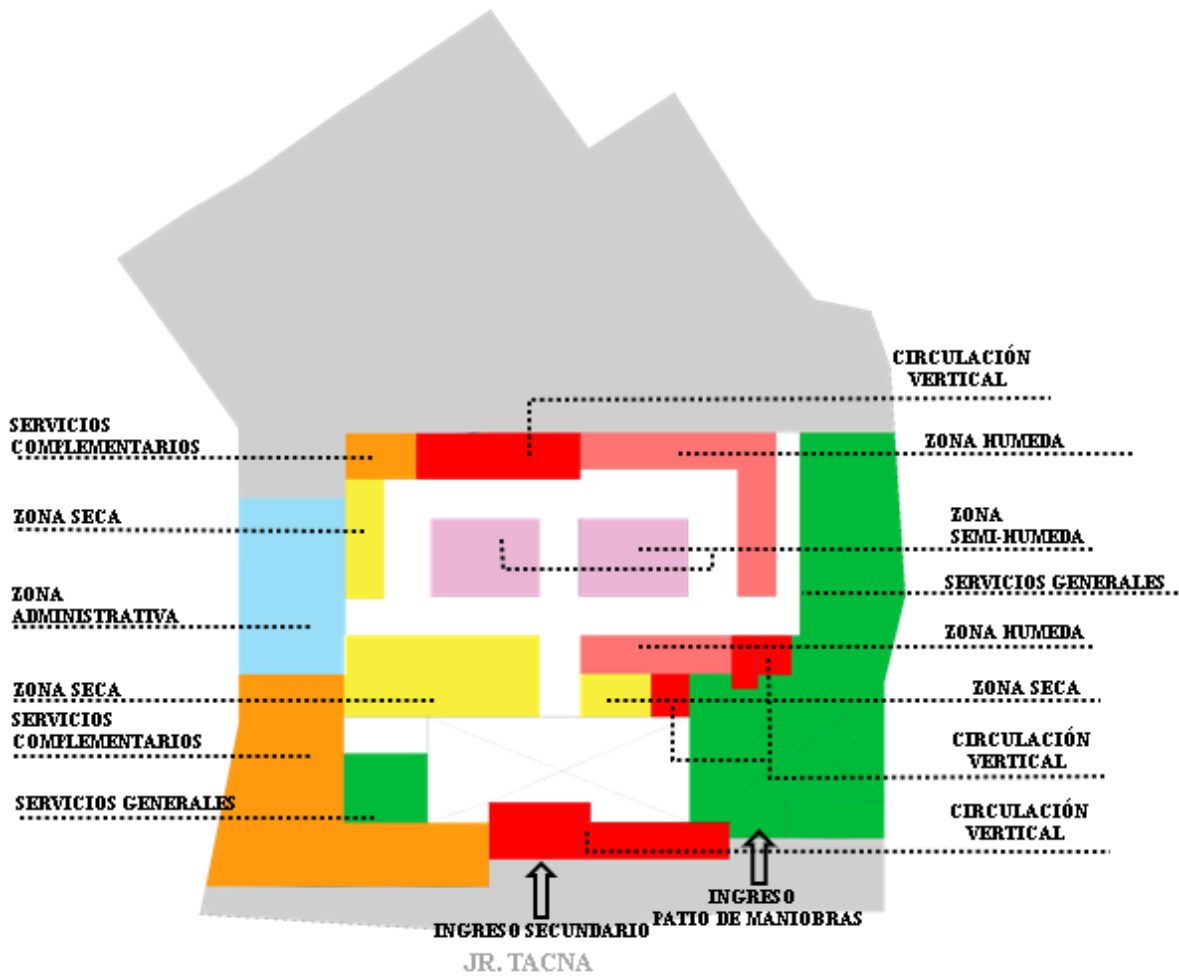 CIRCULACIÓN
VERTICAL
SERVICIOS
COMPLEMENTARIOS
ZONA HUMEDA
ZONA SECA
ZONA
SEMI-HUMEDA
SERVICIOS GENERALES
ZONA
ADMINISTRATIVA
ZONA HUMEDA
ZONA SECA
ZONA SECA
SERVICIOS
COMPLEMENTARIOS
CIRCULACIÓN
VERTICAL
SERVICIOS GENERALES
CIRCULACIÓN
VERTICAL
INGRESO
PATIO DE MANIOBRAS
INGRESO SECUNDARIO
JR. TACNA